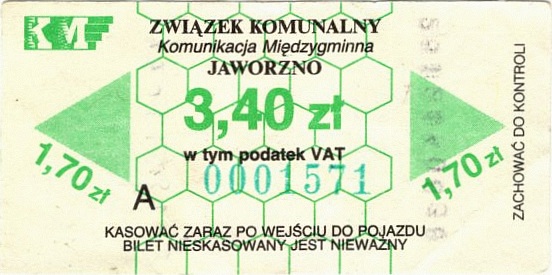 KM
ZWIĄZEK KOMUNALNY
Komunikacja Międzygminna
JAWORZNO
3,40 zł
w tym podatek VAT
1,70 zł
1,70 zł
A
0001571
KASOWAĆ ZARAZ PO WEJŚCIU DO POJAZDU
BILET NIESKASOWANY JEST NIEWAŻNY
ZACHOWAĆ DO KONTROLI